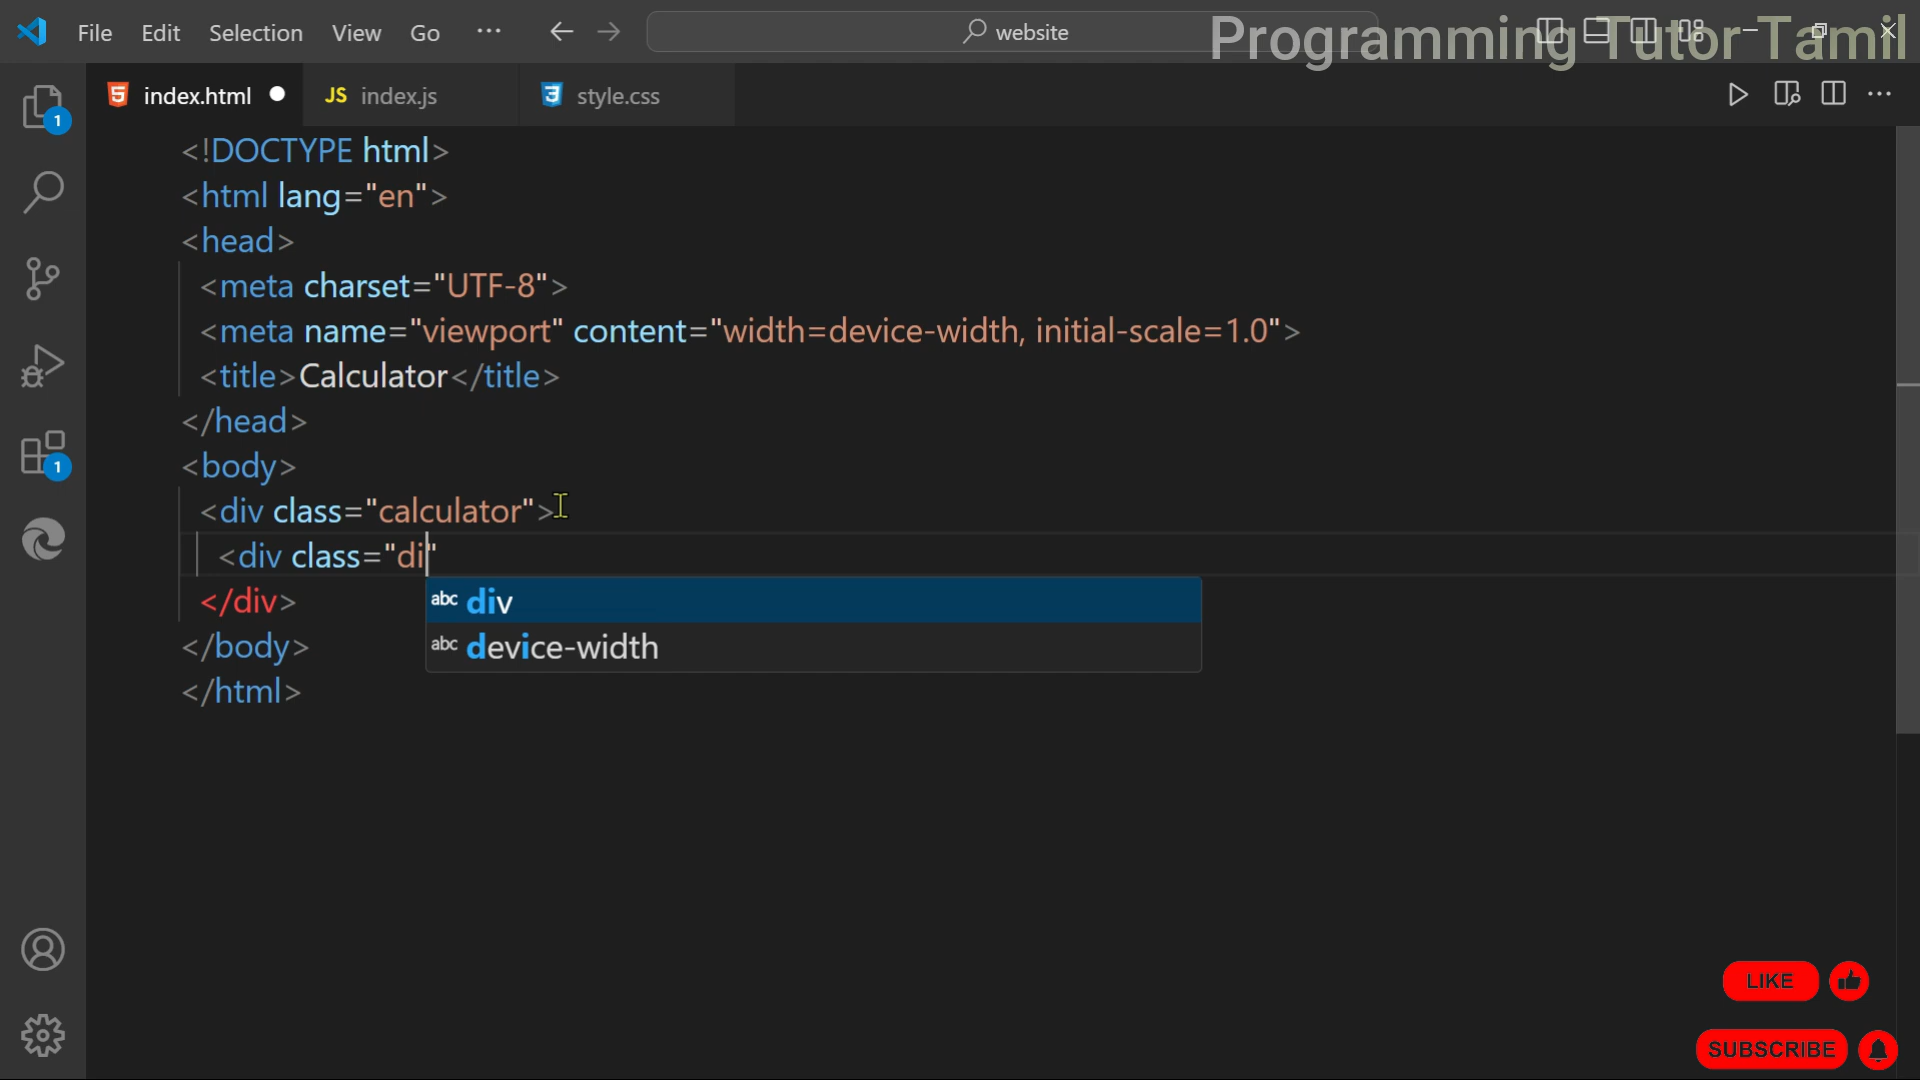 File Edit Selection View Go ··· website
Programming Tutor Tamil
index.html JS index.js style.css
1
<!DOCTYPE html>
<html lang="en">
<head>
<meta charset="UTF-8">
<meta name="viewport" content="width=device-width, initial-scale=1.0">
<title>Calculator</title>
</head>
<body>
1
<div class="calculator">
<div class="di"
</div>
abc div
</body>
abc device-width
</html>
LIKE
SUBSCRIBE